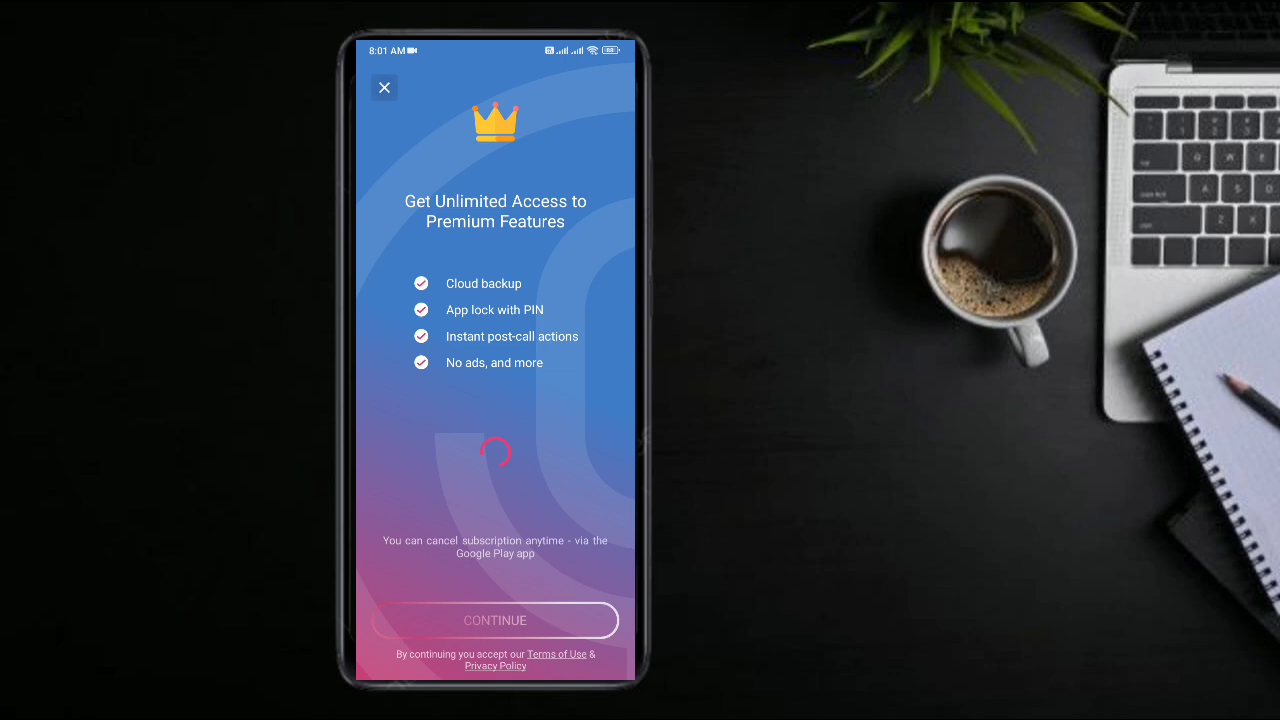 8:01 AM
Get Unlimited Access to
Premium Features
Cloud backup
App lock with PIN
Instant post-call actions
No ads, and more
You can cancel subscription anytime - via the
Google Play app
CONTINUE
By continuing you accept our Terms of Use &
Privacy Policy